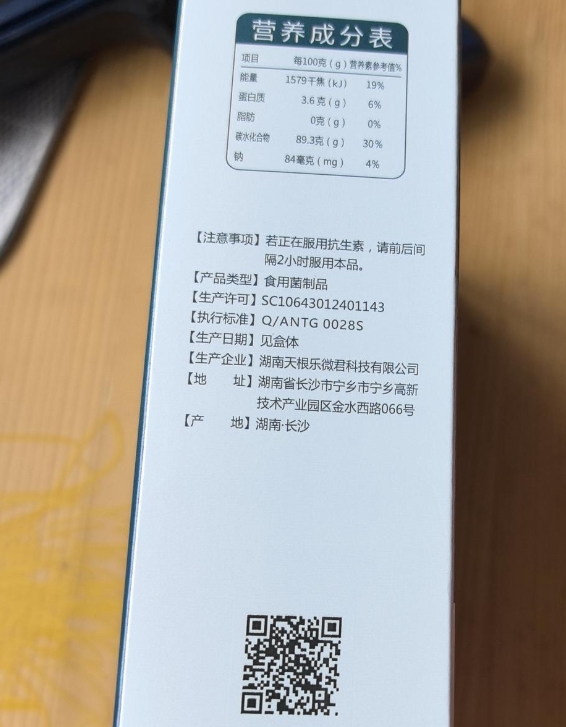 营养成分表
项目 每100克(g) 营养素参考值%
能量 1579千焦(kJ) 19%
蛋白质 3.6克(g) 6%
脂肪 0克(g) 0%
碳水化合物 89.3克(g) 30%
钠 84毫克(mg) 4%
【注意事项】若正在服用抗生素，请前后间
隔2小时服用本品。
【产品类型】食用菌制品
【生产许可】SC10643012401143
【执行标准】Q/ANTG 0028S
【生产日期】见盒体
【生产企业】湖南天根乐微君科技有限公司
【地 址】湖南省长沙市宁乡市宁乡高新
技术产业园区金水西路066号
【产 地】湖南·长沙